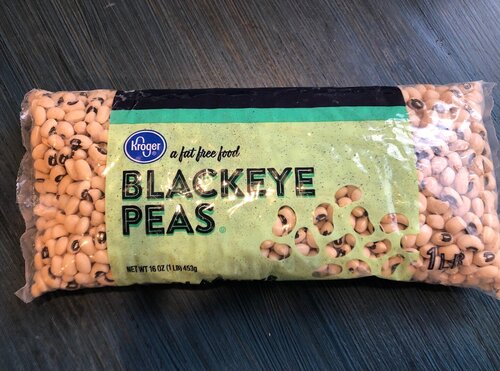 Kroger
a fat free food
BLACKEYE
PEAS
NET WT 16 OZ (1 LB) 453g
1 LB